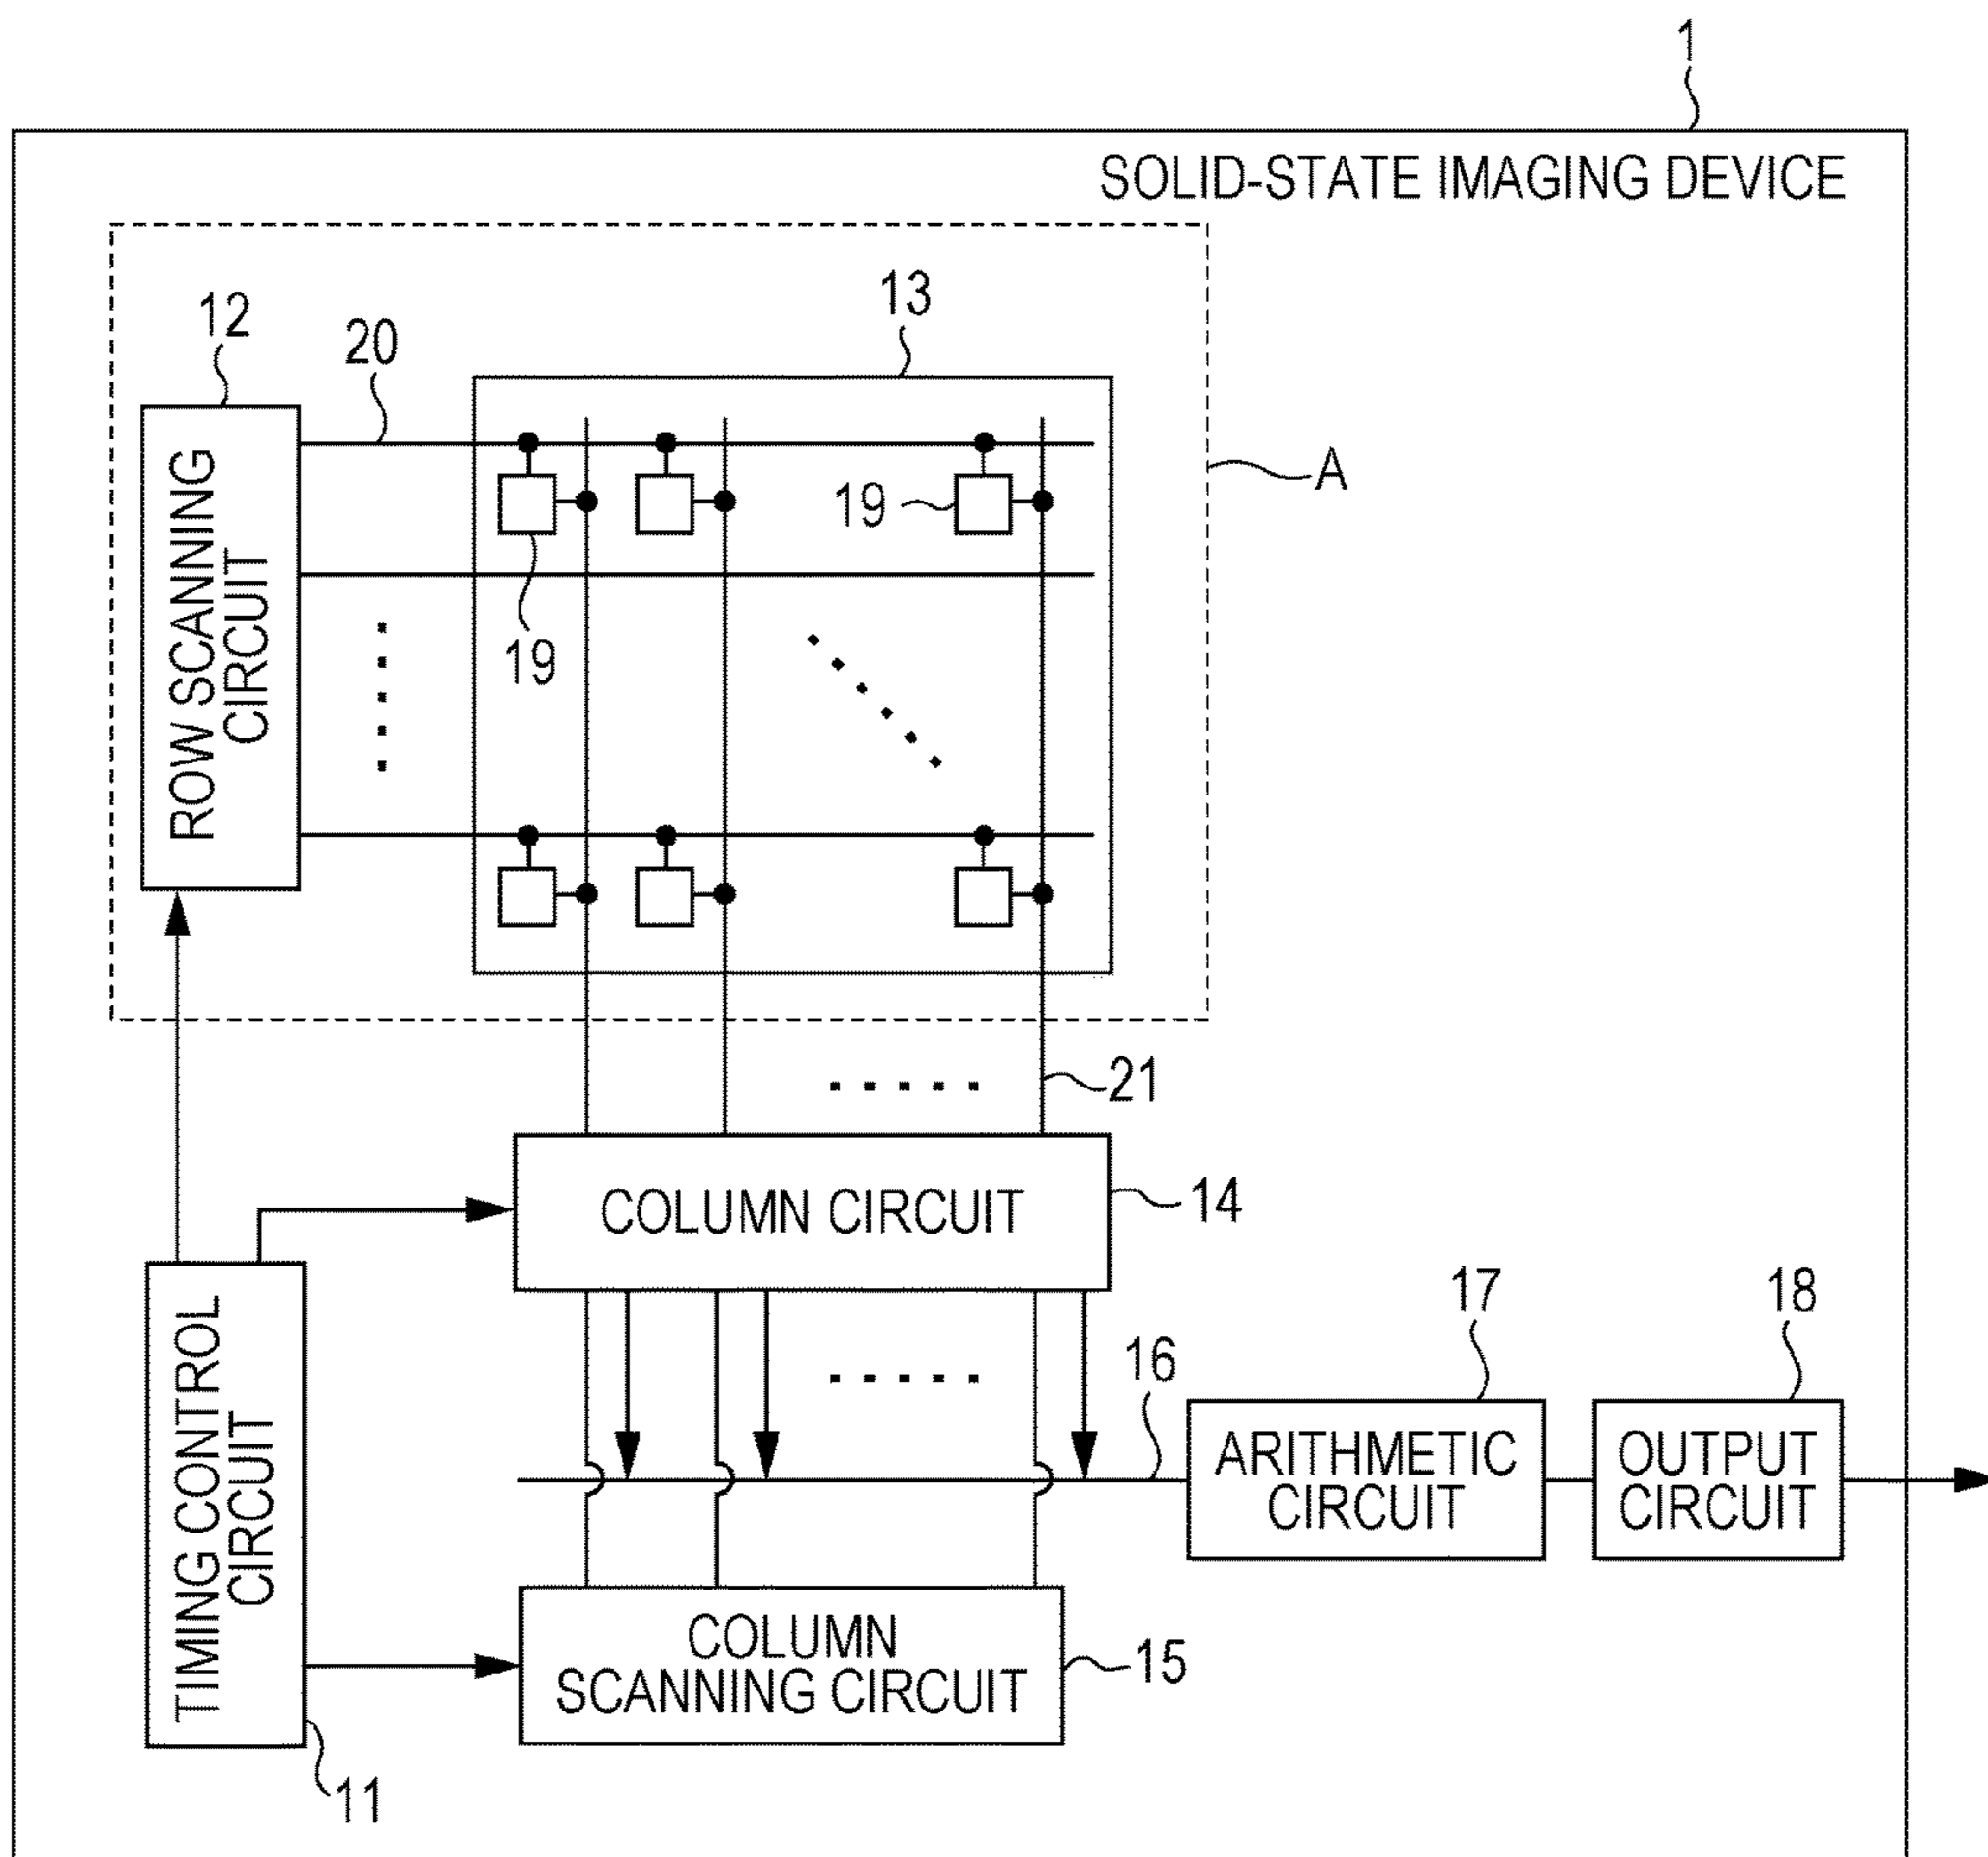 1
SOLID-STATE IMAGING DEVICE
12
20
13
A
ROW SCANNING
CIRCUIT
19
19
21
COLUMN CIRCUIT
14
TIMING CONTROL
CIRCUIT
16
17
18
ARITHMETIC
CIRCUIT
OUTPUT
CIRCUIT
COLUMN
SCANNING CIRCUIT
15
11